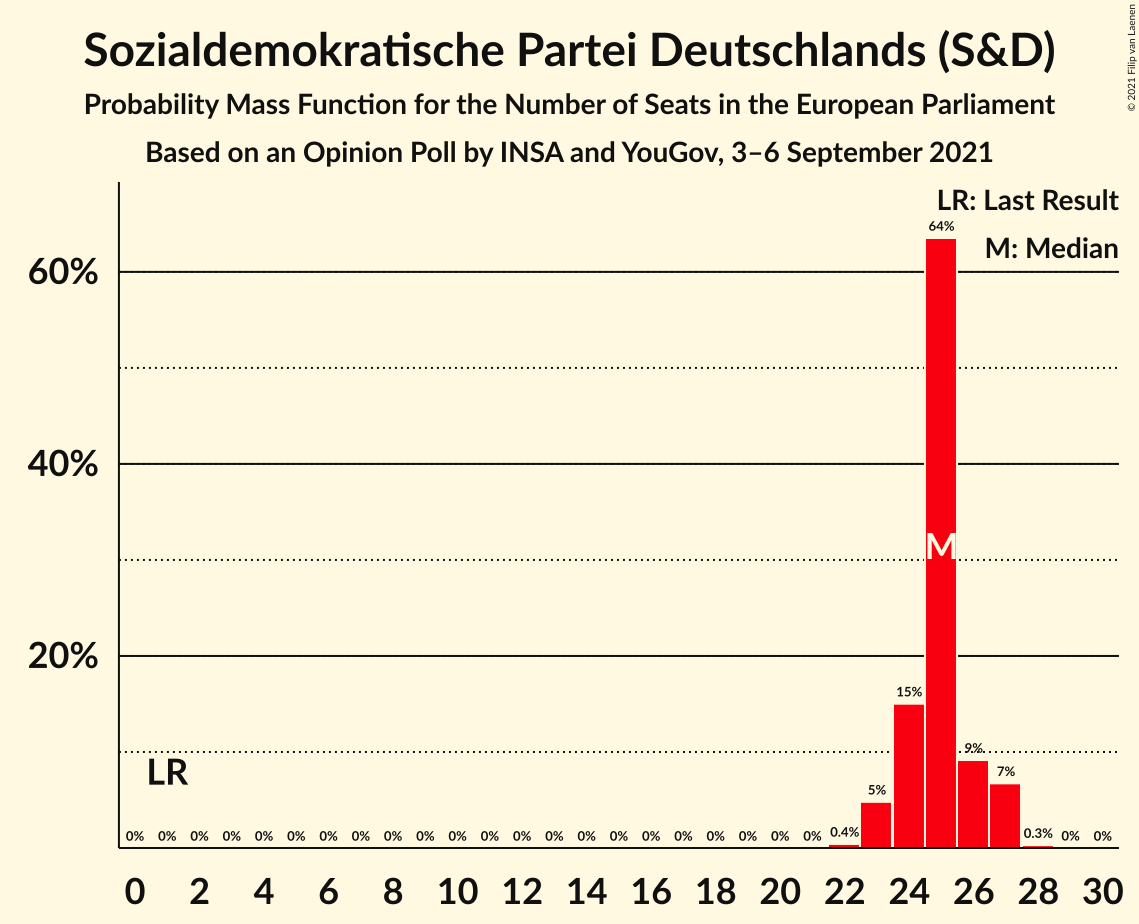 Sozialdemokratische Partei Deutschlands (S&D)
Probability Mass Function for the Number of Seats in the European Parliament
Based on an Opinion Poll by INSA and YouGov, 3–6 September 2021
© 2021 Filip van Laenen
LR: Last Result
M: Median
64%
60%
40%
M
20%
15%
9%
7%
5%
LR
0% 0% 0% 0% 0% 0% 0% 0% 0% 0% 0% 0% 0% 0% 0% 0% 0% 0% 0% 0% 0% 0% 0.4% 0.3% 0% 0%
0 2 4 6 8 10 12 14 16 18 20 22 24 26 28 30